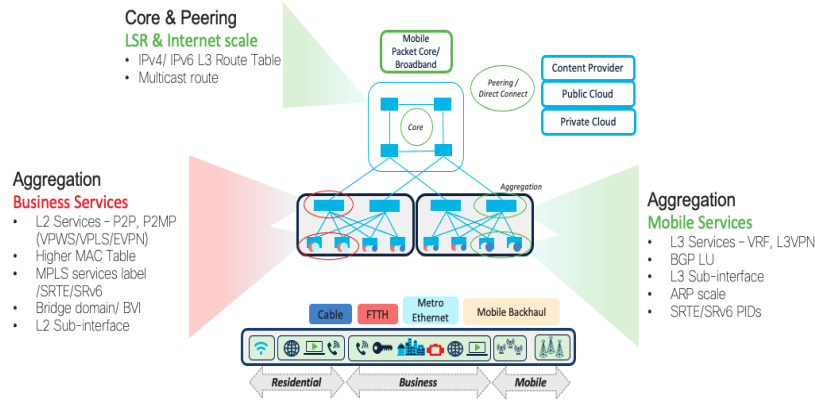 Core & Peering
LSR & Internet scale
• IPv4/ IPv6 L3 Route Table
• Multicast route
Mobile
Packet Core/
Broadband
Peering /
Direct Connect
Content Provider
Public Cloud
Private Cloud
Core
Aggregation
Aggregation
Business Services
• L2 Services – P2P, P2MP
(VPWS/VPLS/EVPN)
• Higher MAC Table
• MPLS services label
/SRTE/SRv6
• Bridge domain/ BVI
• L2 Sub-interface
Aggregation
Mobile Services
• L3 Services – VRF, L3VPN
• BGP LU
• L3 Sub-interface
• ARP scale
• SRTE/SRv6 PIDs
Cable
FTTH
Metro
Ethernet
Mobile Backhaul
Residential
Business
Mobile